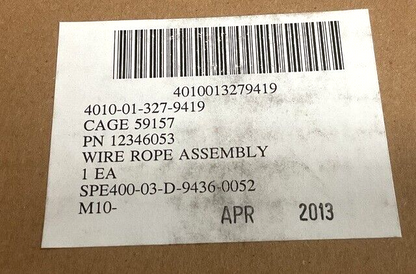 4010013279419
4010-01-327-9419
CAGE 59157
PN 12346053
WIRE ROPE ASSEMBLY
1 EA
SPE400-03-D-9436-0052
M10- APR 2013